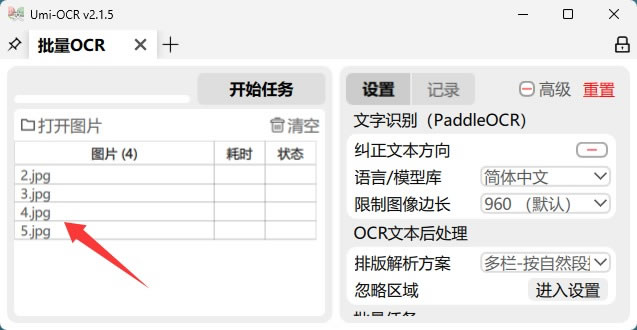 Umi-OCR v2.1.5
批量OCR
开始任务
打开图片
清空
图片 (4)
耗时
状态
2.jpg
3.jpg
4.jpg
5.jpg
设置
记录
高级
重置
文字识别（PaddleOCR）
纠正文本方向
语言/模型库
简体中文
限制图像边长
960 （默认）
OCR文本后处理
排版解析方案
多栏-按自然段
忽略区域
进入设置
批量任务